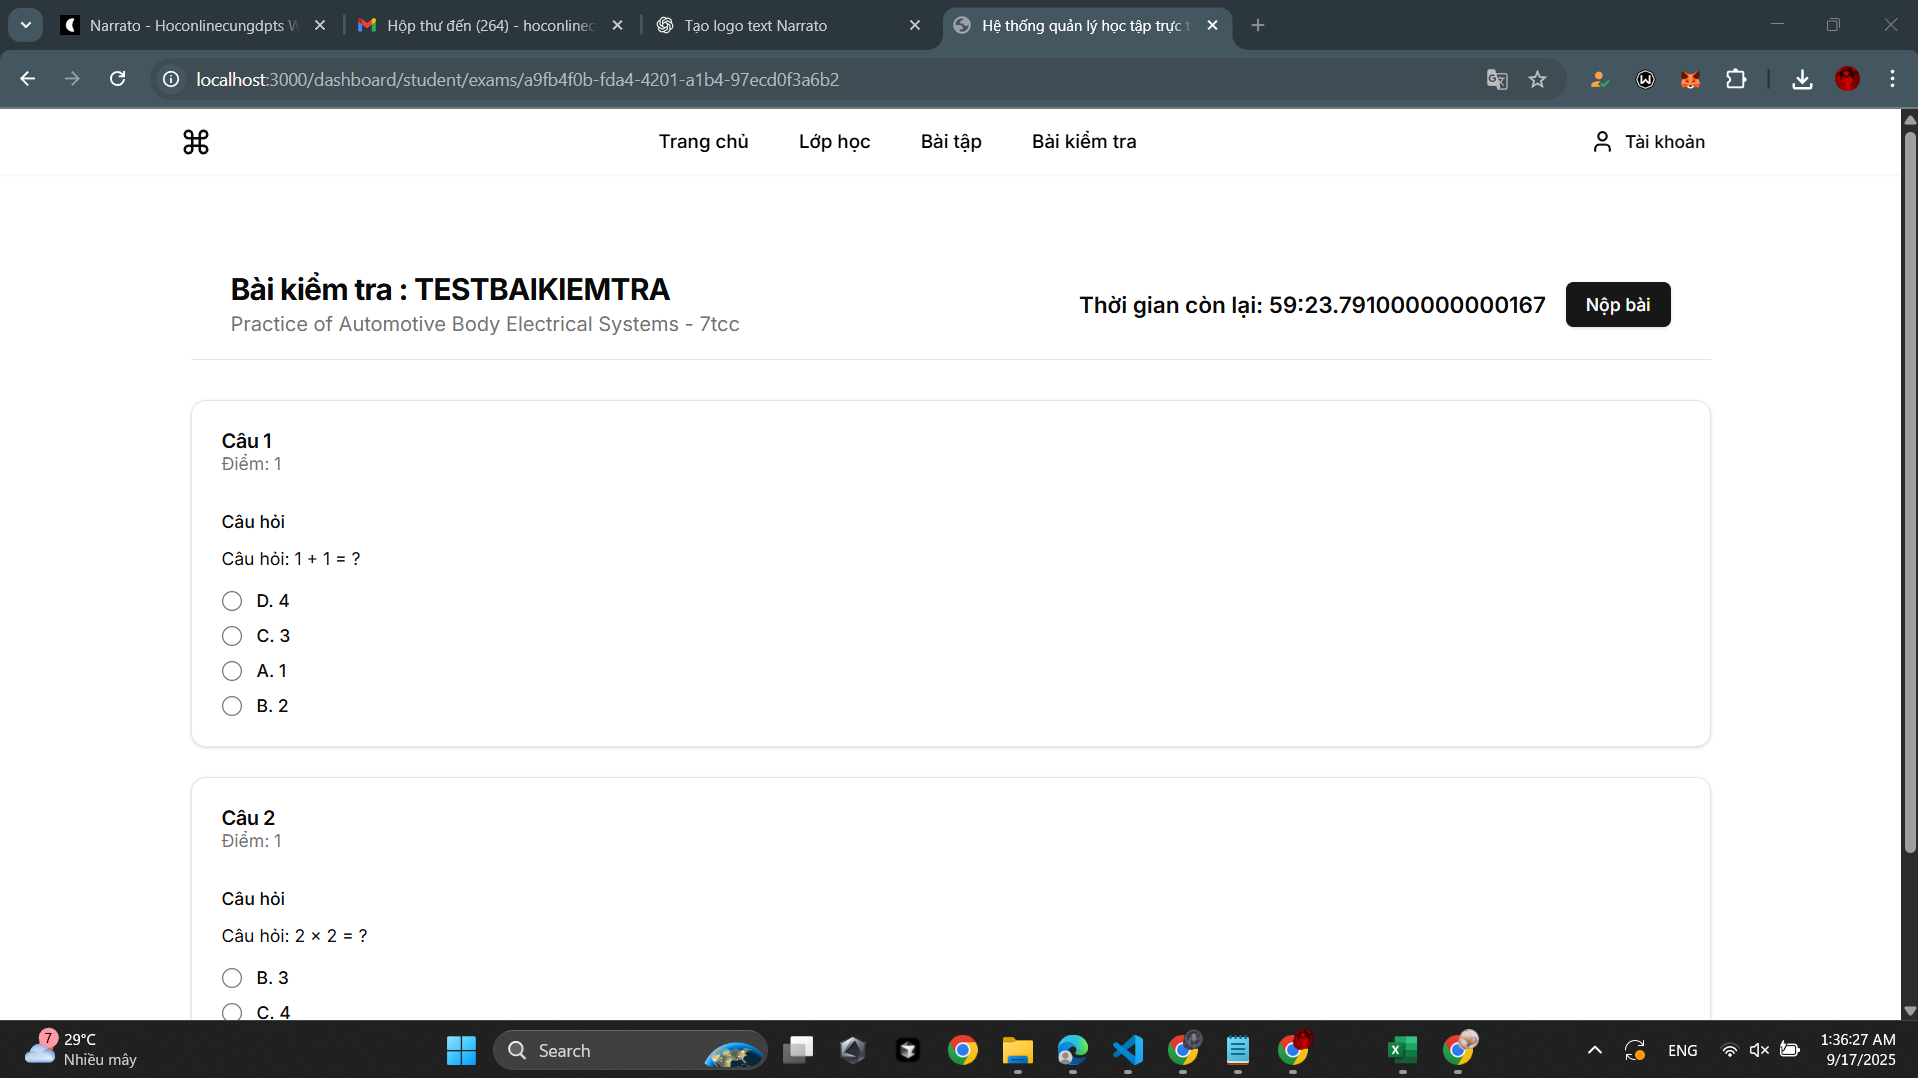 Narrato - Hoconlinecungdpts W
Hộp thư đến (264) - hoconlinec
Tạo logo text Narrato
Hệ thống quản lý học tập trực t
localhost:3000/dashboard/student/exams/a9fb4f0b-fda4-4201-a1b4-97ecd0f3a6b2
Trang chủ
Lớp học
Bài tập
Bài kiểm tra
Tài khoản
Bài kiểm tra : TESTBAIKIEMTRA
Practice of Automotive Body Electrical Systems - 7tcc
Thời gian còn lại: 59:23.791000000000167
Nộp bài
Câu 1
Điểm: 1
Câu hỏi
Câu hỏi: 1 + 1 = ?
D. 4
C. 3
A. 1
B. 2
Câu 2
Điểm: 1
Câu hỏi
Câu hỏi: 2 × 2 = ?
B. 3
C. 4
7
29°C
Nhiều mây
Search
ENG
1:36:27 AM
9/17/2025